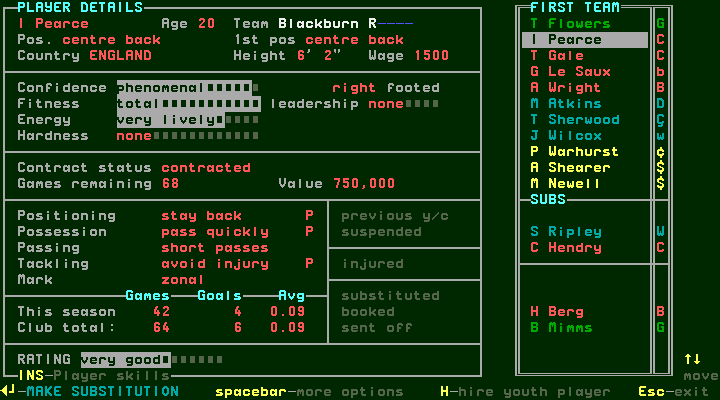 PLAYER DETAILS
I Pearce Age 20 Team Blackburn R
Pos. centre back 1st pos centre back
Country ENGLAND Height 6' 2" Wage 1500
Confidence phenomenal right footed
Fitness total leadership none
Energy very lively
Hardness none
Contract status contracted
Games remaining 68 Value 750,000
Positioning stay back P
Possession pass quickly P
Passing short passes
Tackling avoid injury P
Mark zonal
previous y/c
suspended
injured
substituted
booked
sent off
Games Goals Avg
This season 42 4 0.09
Club total: 64 6 0.09
RATING very good
INS-Player skills
FIRST TEAM
T Flowers G
I Pearce C
T Gale C
G Le Saux b
A Wright B
M Atkins D
T Sherwood Ç
J Wilcox w
P Warhurst ¢
A Shearer $
M Newell $
SUBS
S Ripley W
C Hendry C
H Berg B
B Mimms G
↑↓
move
↵-MAKE SUBSTITUTION spacebar-more options H-hire youth player Esc-exit